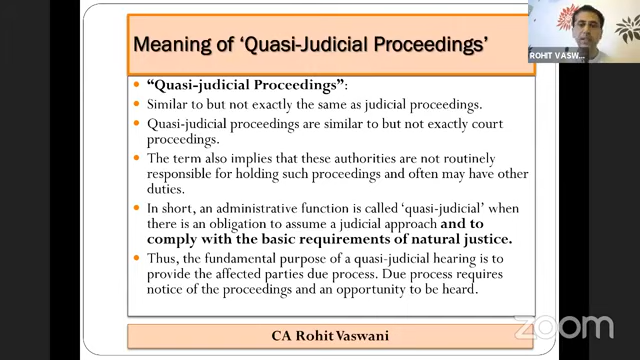 Meaning of ‘Quasi-Judicial Proceedings’
ROHIT VASW...
“Quasi-judicial Proceedings”:
Similar to but not exactly the same as judicial proceedings.
Quasi-judicial proceedings are similar to but not exactly court
proceedings.
The term also implies that these authorities are not routinely
responsible for holding such proceedings and often may have other
duties.
In short, an administrative function is called ‘quasi-judicial’ when
there is an obligation to assume a judicial approach and to
comply with the basic requirements of natural justice.
Thus, the fundamental purpose of a quasi-judicial hearing is to
provide the affected parties due process. Due process requires
notice of the proceedings and an opportunity to be heard.
CA Rohit Vaswani
zoom